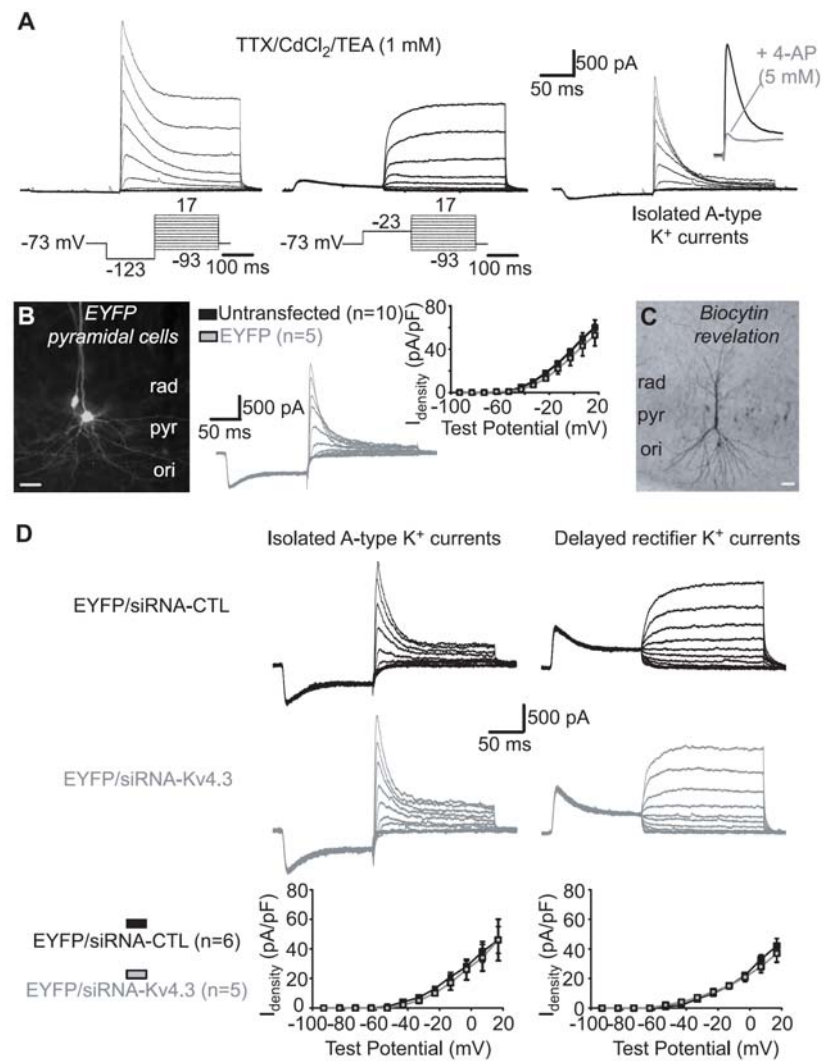 A
TTX/CdCl₂/TEA (1 mM)
500 pA
50 ms
+ 4-AP
(5 mM)
17
-73 mV
-123
-93
100 ms
17
-23
-73 mV
-93
100 ms
Isolated A-type
K⁺ currents
B
EYFP
pyramidal cells
rad
pyr
ori
Untransfected (n=10)
EYFP (n=5)
500 pA
50 ms
I_density (pA/pF)
80
60
40
20
0
-100
-60
-20
20
Test Potential (mV)
C
Biocytin
revelation
rad
pyr
ori
D
Isolated A-type K⁺ currents
Delayed rectifier K⁺ currents
EYFP/siRNA-CTL
500 pA
50 ms
EYFP/siRNA-Kv4.3
EYFP/siRNA-CTL (n=6)
EYFP/siRNA-Kv4.3 (n=5)
I_density (pA/pF)
80
60
40
20
0
-100 -80 -60 -40 -20 0 20
Test Potential (mV)
I_density (pA/pF)
80
60
40
20
0
-100 -80 -60 -40 -20 0 20
Test Potential (mV)